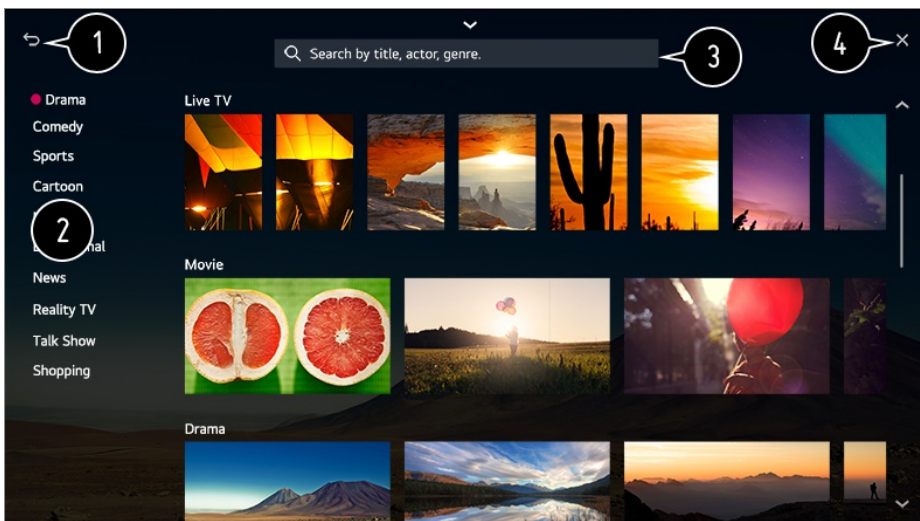 1
3
4
Search by title, actor, genre.
Drama
Comedy
Sports
Cartoon
2
News
Reality TV
Talk Show
Shopping
Live TV
Movie
Drama